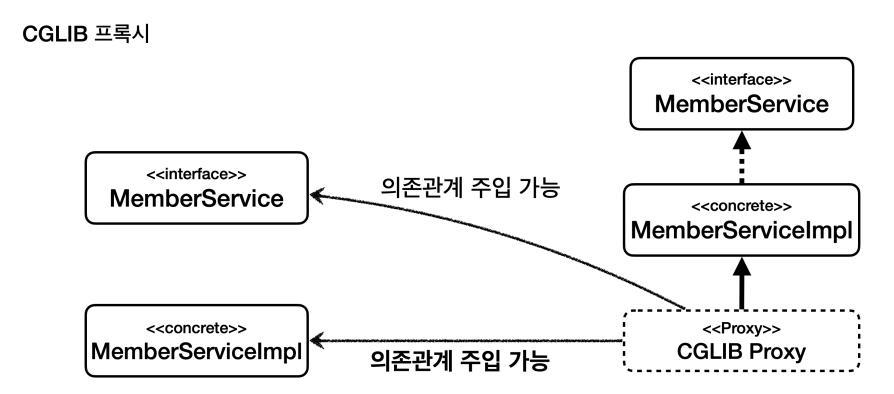 CGLIB 프록시
<<interface>>
MemberService
<<interface>>
MemberService
의존관계 주입 가능
<<concrete>>
MemberServiceImpl
<<concrete>>
MemberServiceImpl
의존관계 주입 가능
<<Proxy>>
CGLIB Proxy